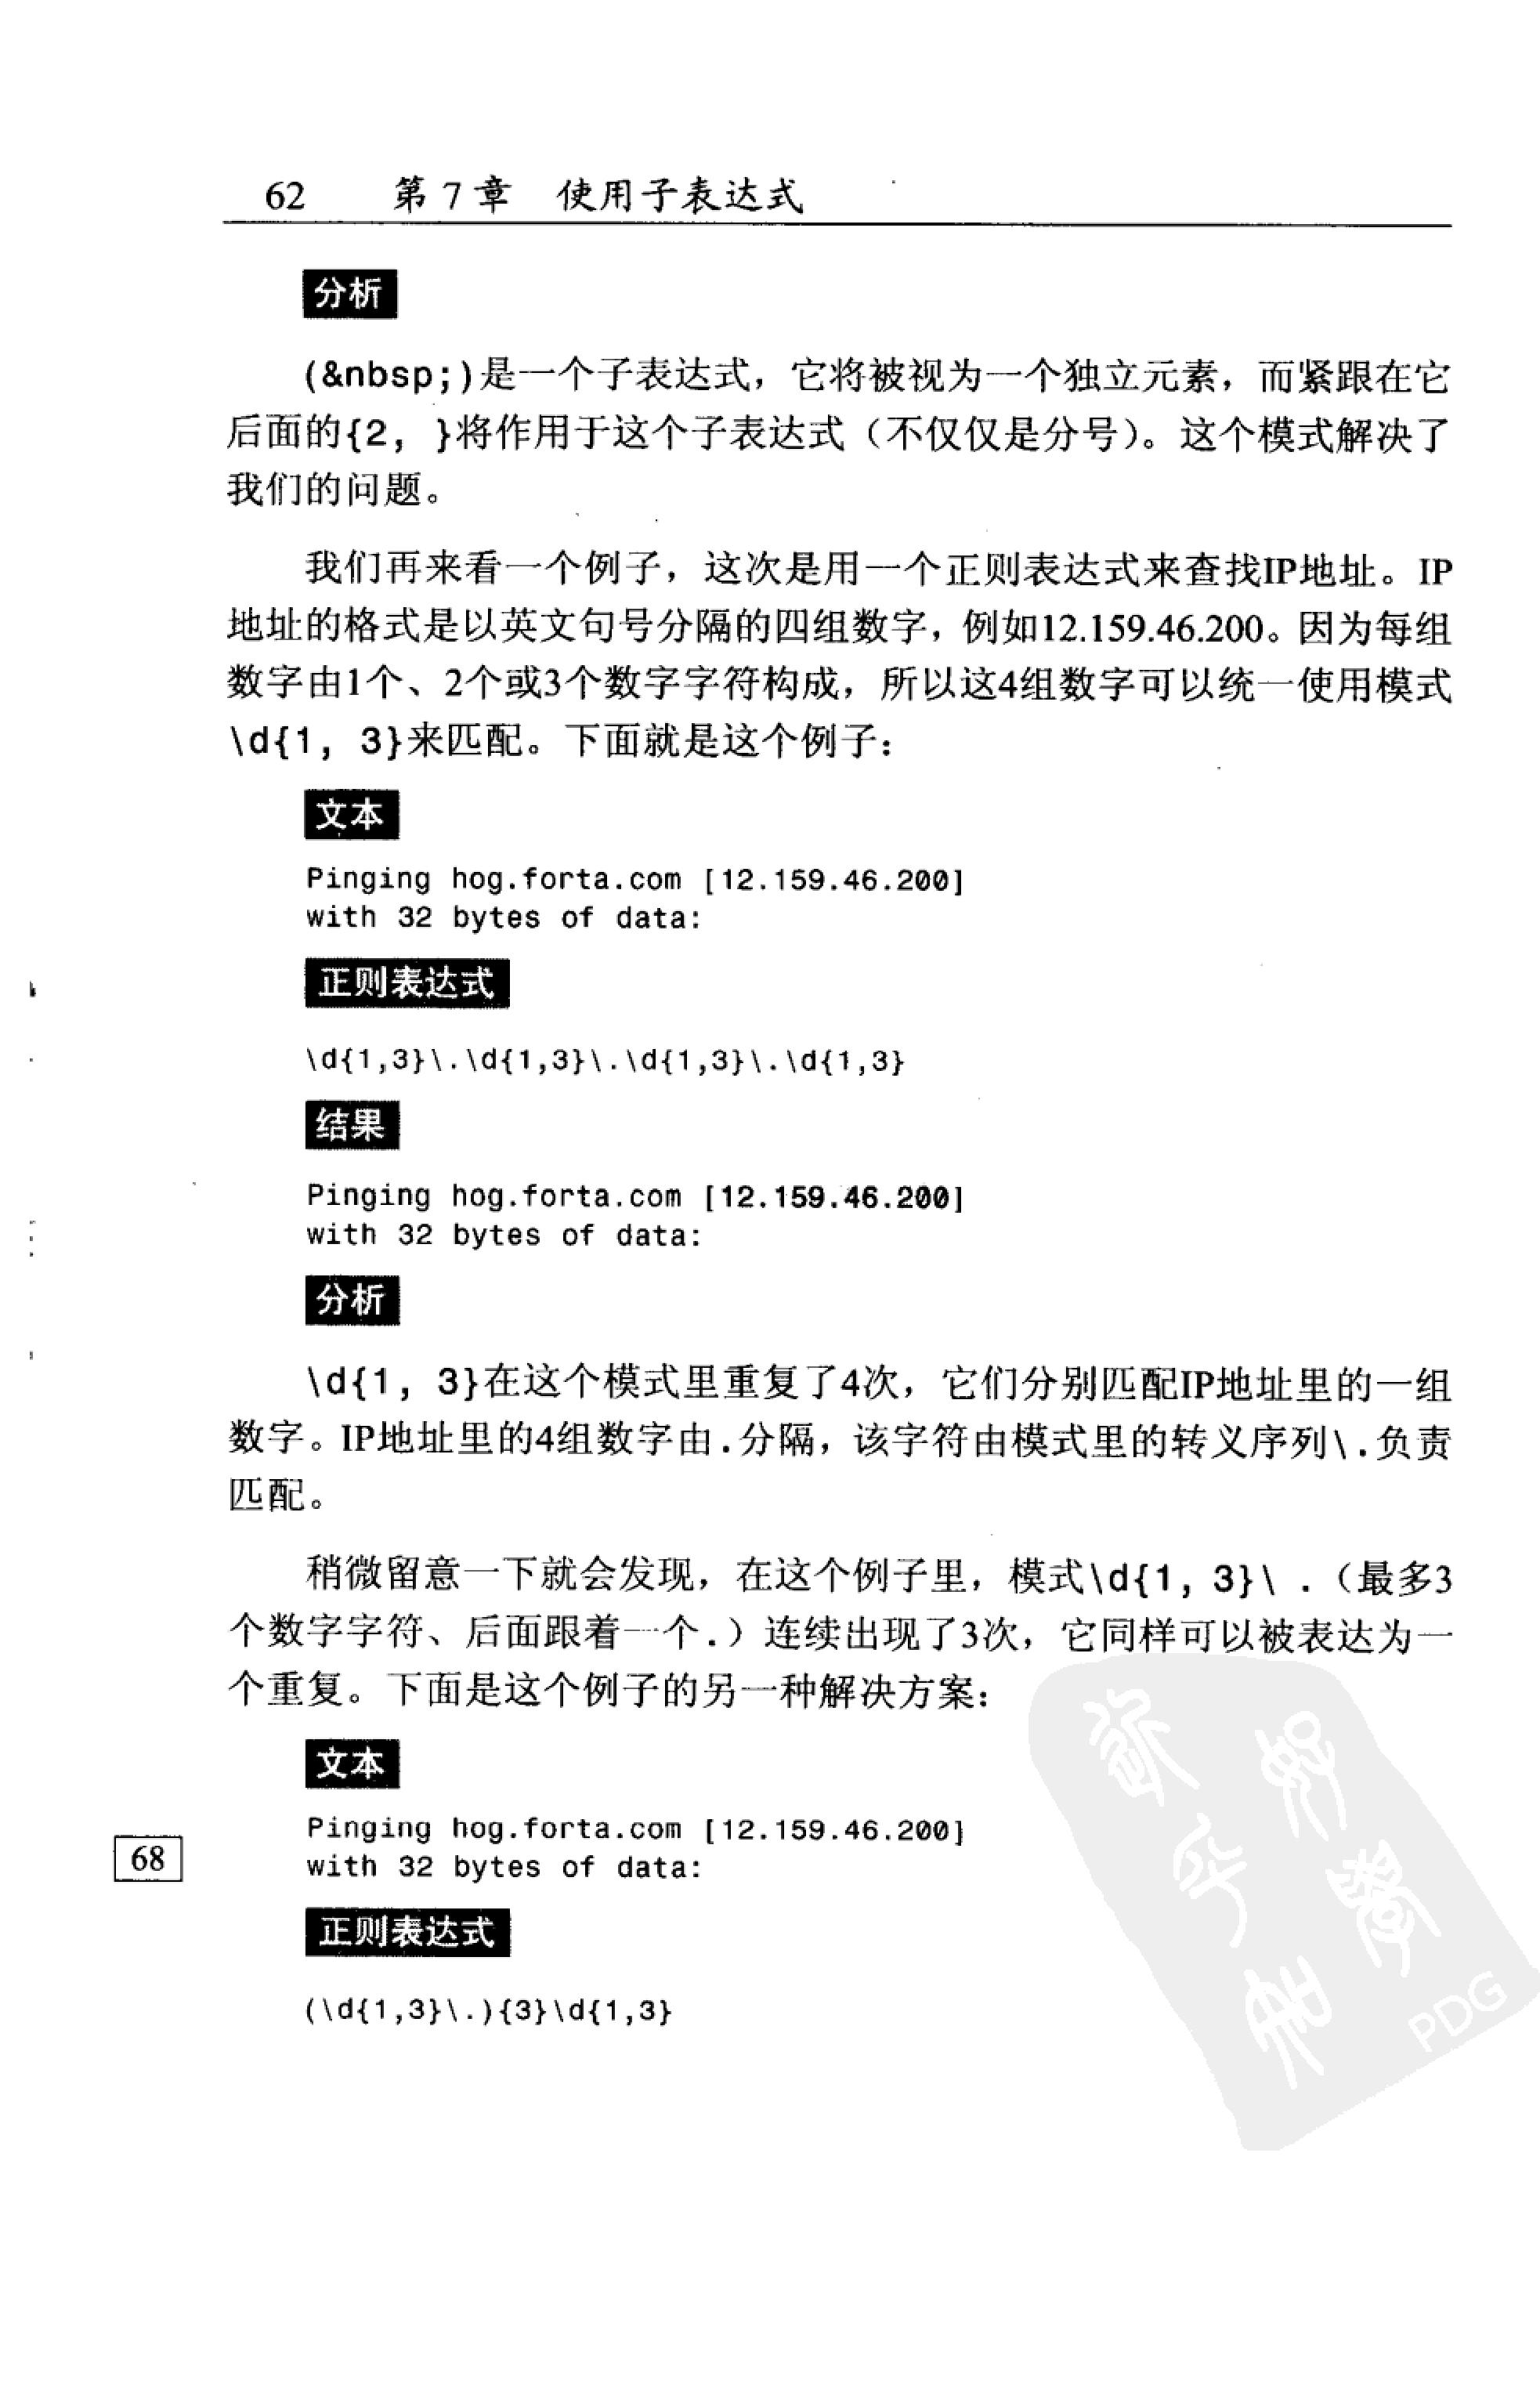 62 第 7 章 使用子表达式
分析
(&nbsp;)是一个子表达式，它将被视为一个独立元素，而紧跟在它
后面的{2, }将作用于这个子表达式（不仅仅是分号）。这个模式解决了
我们的问题。
我们再来看一个例子，这次是用一个正则表达式来查找IP地址。IP
地址的格式是以英文句号分隔的四组数字，例如12.159.46.200。因为每组
数字由1个、2个或3个数字字符构成，所以这4组数字可以统一使用模式
\d{1, 3}来匹配。下面就是这个例子：
文本
Pinging hog.forta.com [12.159.46.200]
with 32 bytes of data:
正则表达式
\d{1,3}\.\d{1,3}\.\d{1,3}\.\d{1,3}
结果
Pinging hog.forta.com [12.159.46.200]
with 32 bytes of data:
分析
\d{1, 3}在这个模式里重复了4次，它们分别匹配IP地址里的一组
数字。IP地址里的4组数字由.分隔，该字符由模式里的转义序列\.负责
匹配。
稍微留意一下就会发现，在这个例子里，模式\d{1, 3}\ .（最多3
个数字字符、后面跟着一个.）连续出现了3次，它同样可以被表达为一
个重复。下面是这个例子的另一种解决方案：
文本
Pinging hog.forta.com [12.159.46.200]
with 32 bytes of data:
68
正则表达式
(\d{1,3}\.){3}\d{1,3}
PDG